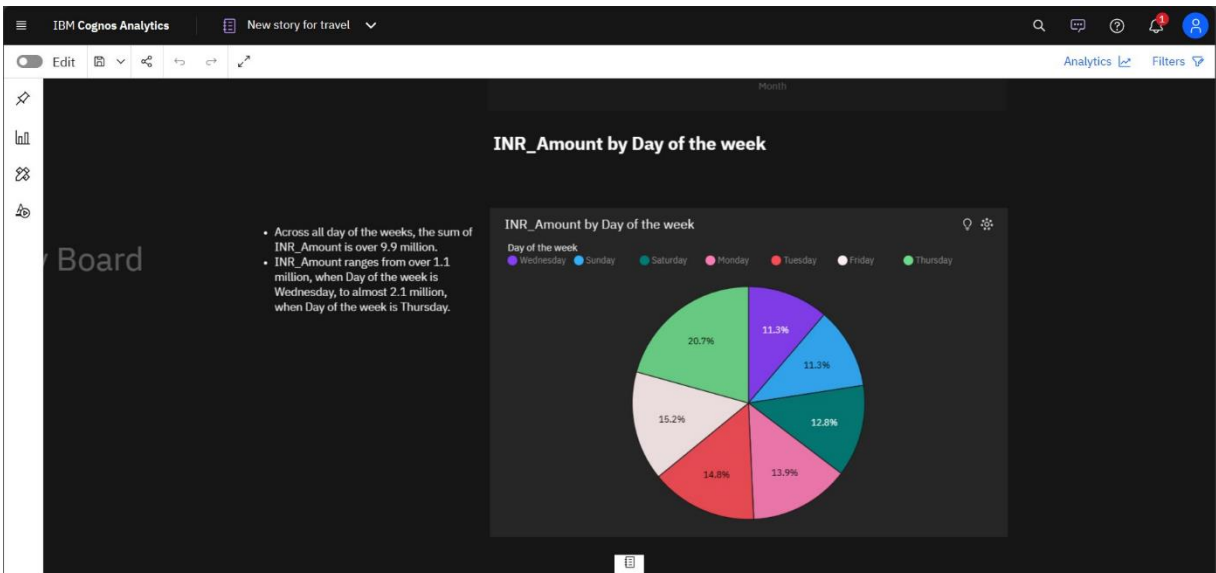 IBM Cognos Analytics
New story for travel
1
Edit
Analytics
Filters
Month
INR_Amount by Day of the week
Board
• Across all day of the weeks, the sum of
INR_Amount is over 9.9 million.
• INR_Amount ranges from over 1.1
million, when Day of the week is
Wednesday, to almost 2.1 million,
when Day of the week is Thursday.
INR_Amount by Day of the week
Day of the week
Wednesday Sunday Saturday Monday Tuesday Friday Thursday
11.3%
11.3%
12.8%
13.9%
14.8%
15.2%
20.7%